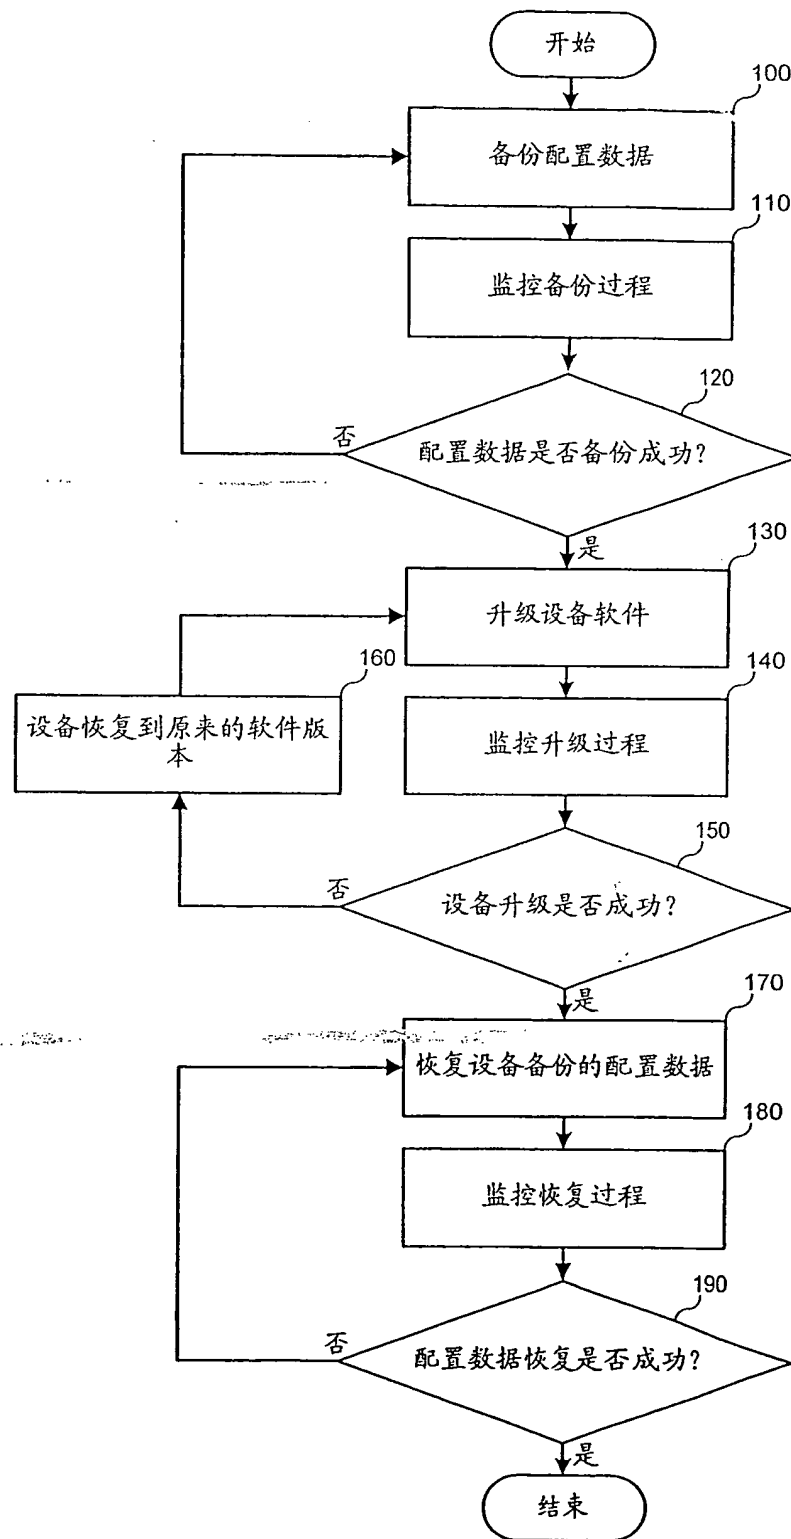 开始
100
备份配置数据
110
监控备份过程
120
否
配置数据是否备份成功?
是
130
升级设备软件
160
140
设备恢复到原来的软件版
本
监控升级过程
150
否
设备升级是否成功?
是
170
恢复设备备份的配置数据
180
监控恢复过程
190
否
配置数据恢复是否成功?
是
结束